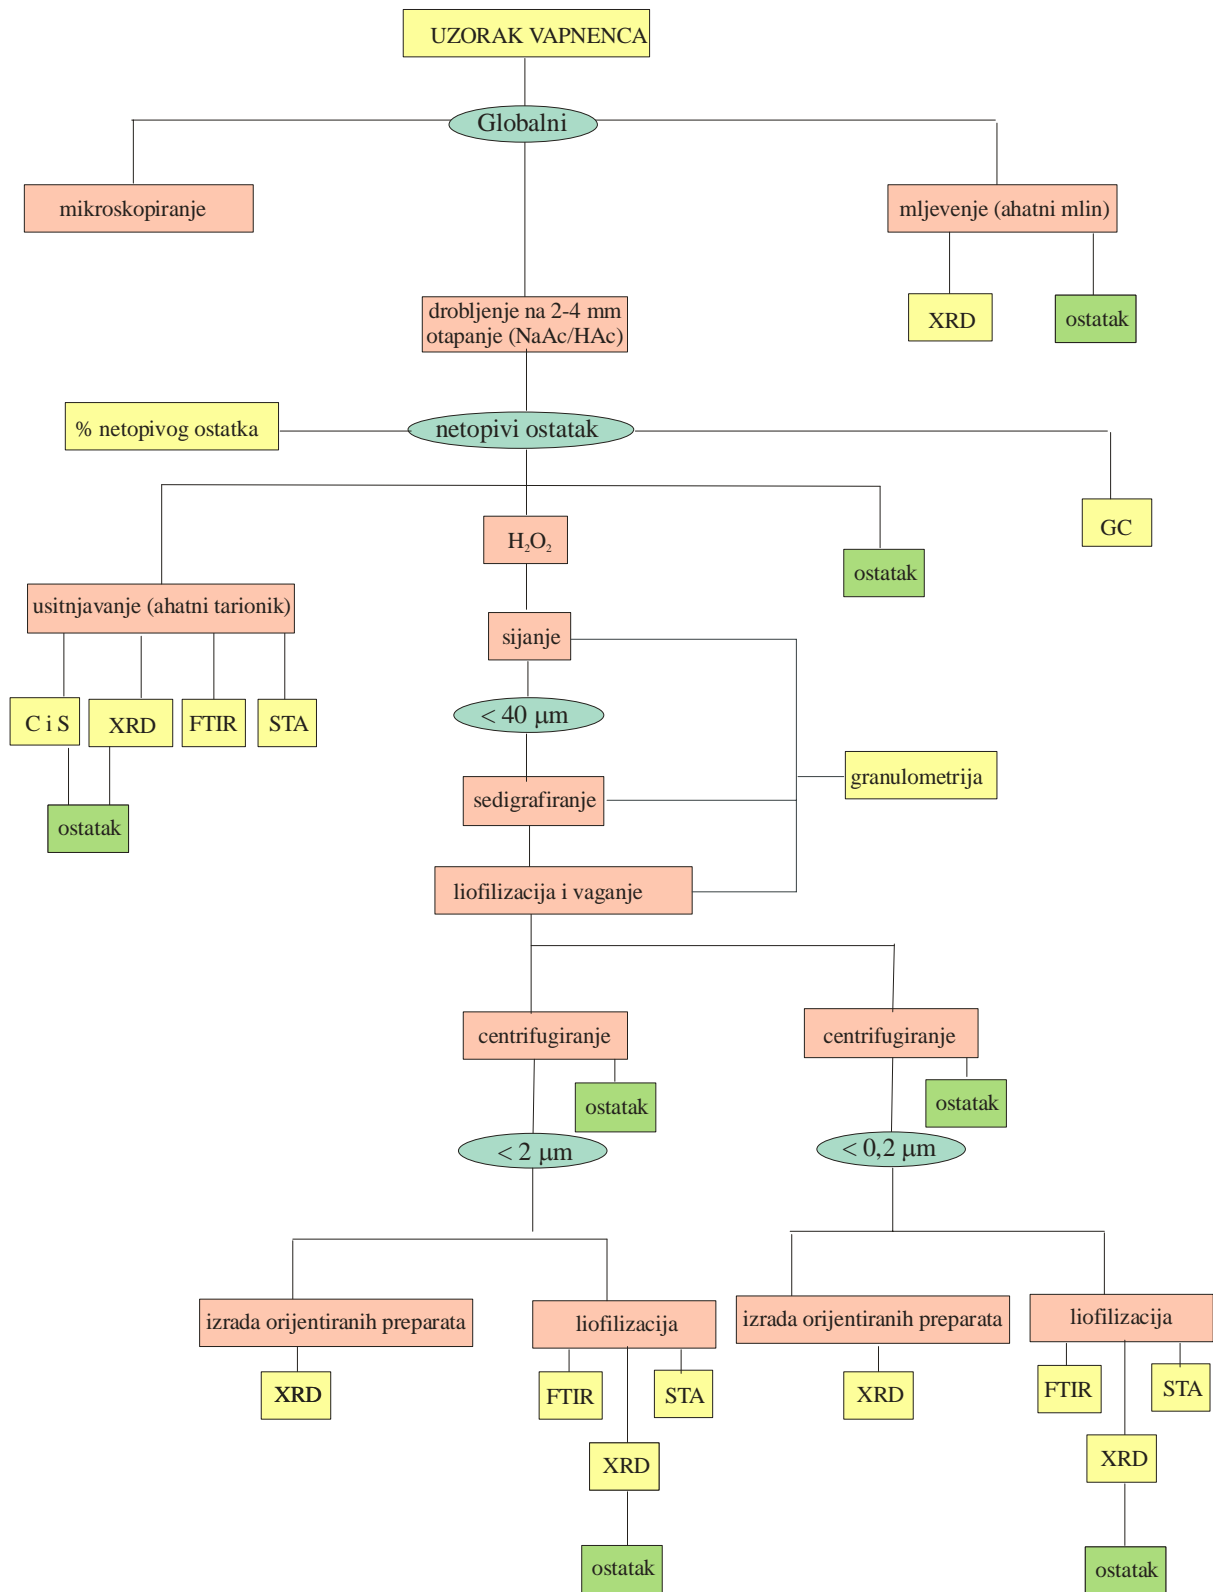 UZORAK VAPNENCA
Globalni
mikroskopiranje
mljevenje (ahatni mlin)
XRD
ostatak
drobljenje na 2-4 mm
otapanje (NaAc/HAc)
% netopivog ostatka
netopivi ostatak
GC
H₂O₂
ostatak
usitnjavanje (ahatni tarionik)
sijanje
C i S
XRD
FTIR
STA
< 40 μm
granulometrija
sedigrafiranje
ostatak
liofilizacija i vaganje
centrifugiranje
centrifugiranje
ostatak
ostatak
< 2 μm
< 0,2 μm
izrada orijentiranih preparata
liofilizacija
izrada orijentiranih preparata
liofilizacija
XRD
FTIR
STA
XRD
FTIR
STA
XRD
XRD
ostatak
ostatak